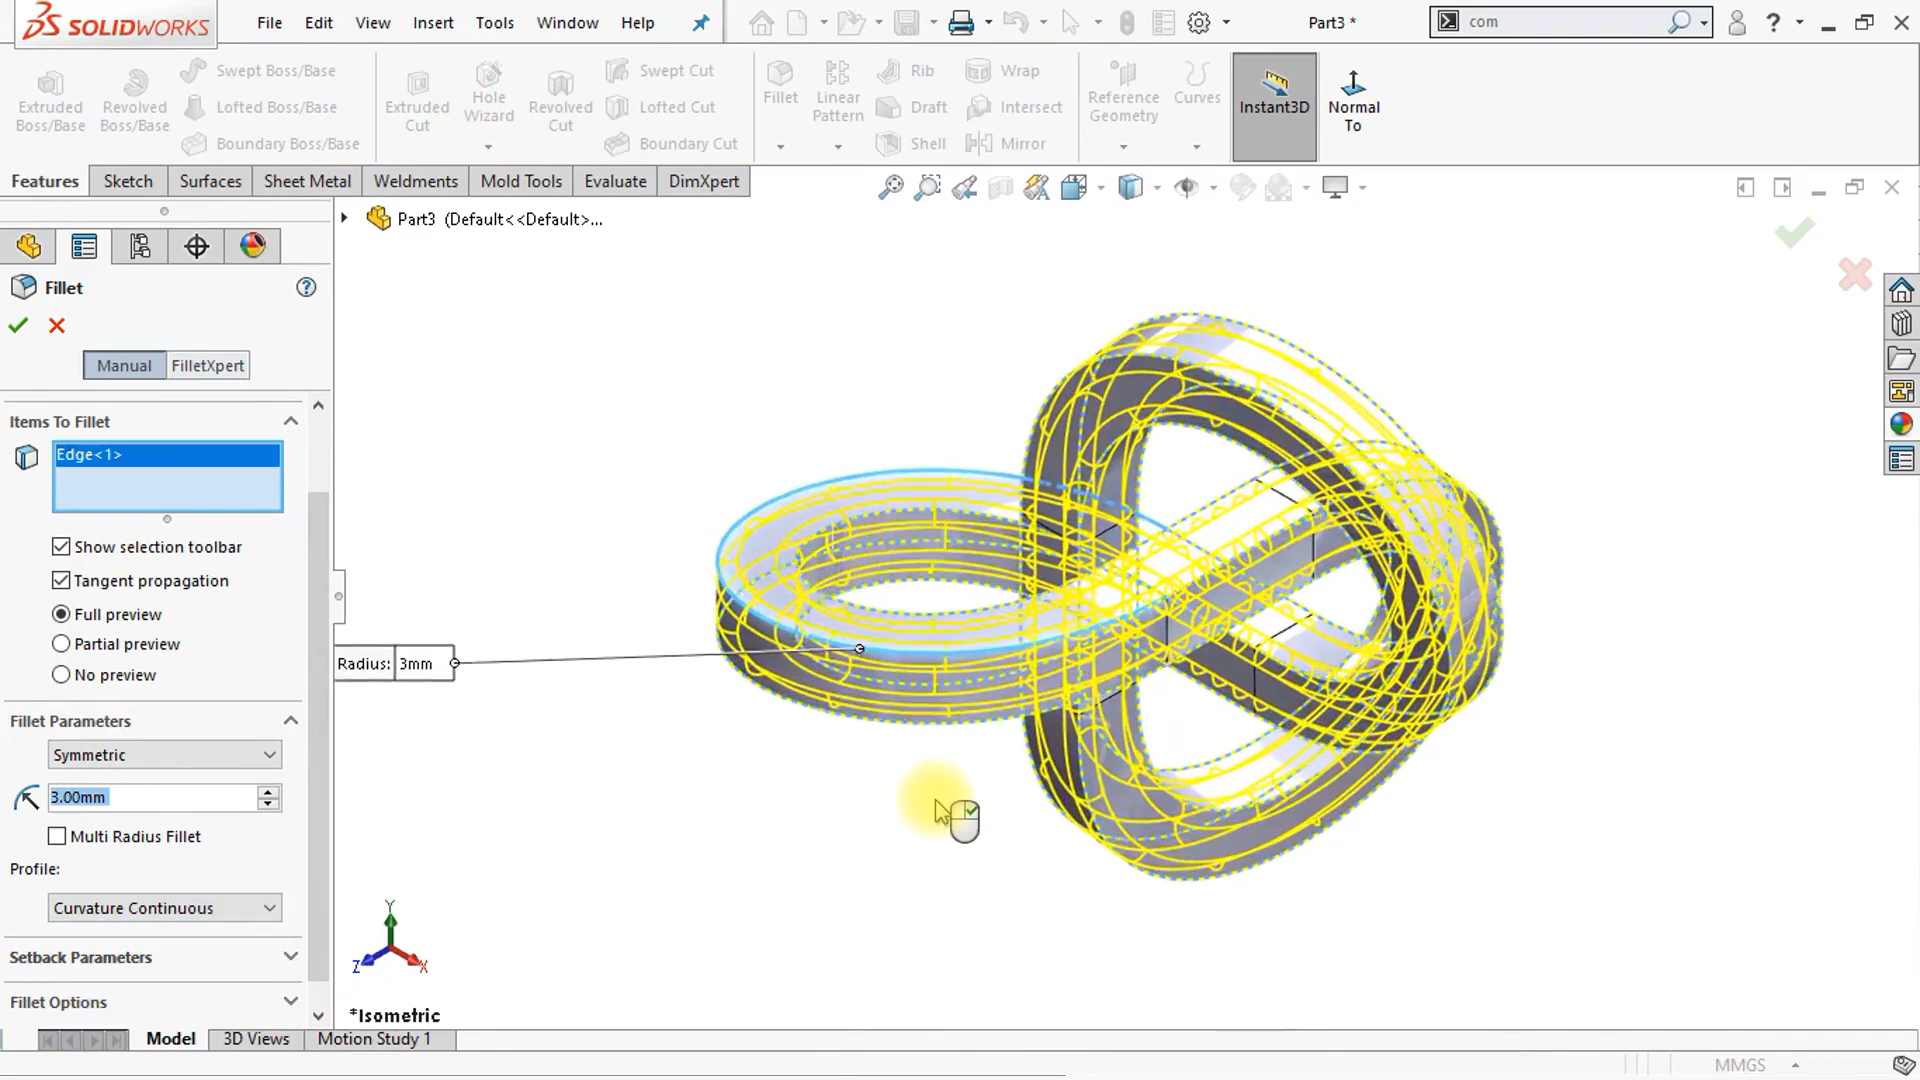 SOLIDWORKS File Edit View Insert Tools Window Help Part3 * com ?
Extruded Boss/Base
Revolved Boss/Base
Swept Boss/Base
Lofted Boss/Base
Boundary Boss/Base
Extruded Cut
Hole Wizard
Revolved Cut
Swept Cut
Lofted Cut
Boundary Cut
Fillet
Linear Pattern
Rib
Draft
Shell
Wrap
Intersect
Mirror
Reference Geometry
Curves
Instant3D
Normal To
Features Sketch Surfaces Sheet Metal Weldments Mold Tools Evaluate DimXpert
Part3 (Default<<Default>...
Fillet
Manual FilletXpert
Items To Fillet
Edge<1>
Show selection toolbar
Tangent propagation
Full preview
Partial preview
No preview
Radius: 3mm
Fillet Parameters
Symmetric
3.00mm
Multi Radius Fillet
Profile:
Curvature Continuous
Setback Parameters
Fillet Options
Y
Z
X
*Isometric
Model 3D Views Motion Study 1
MMGS